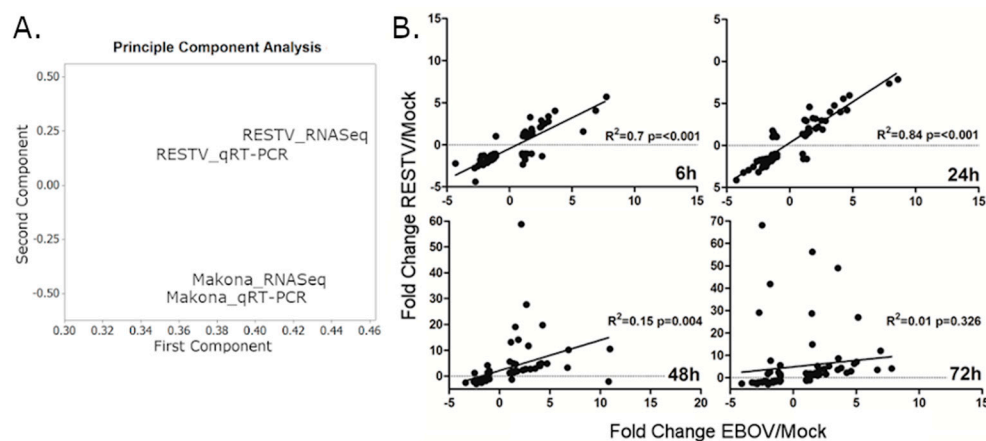 A.
Principle Component Analysis
0.50
0.25
0.00
-0.25
-0.50
Second Component
RESTV_RNASeq
RESTV_qRT-PCR
Makona_RNASeq
Makona_qRT-PCR
0.30 0.32 0.34 0.36 0.38 0.40 0.42 0.44 0.46
First Component
B.
Fold Change RESTV/Mock
15
10
5
0
5
R2=0.7 p=<0.001
6h
-5 0 5 10 15
0
5
0
5
R2=0.84 p=<0.001
24h
-5 0 5 10 15
60
50
40
30
20
10
0
R2=0.15 p=0.004
48h
-5 0 5 10 15 20
70
60
50
40
30
20
10
0
R2=0.01 p=0.326
72h
-5 0 5 10 15
Fold Change EBOV/Mock